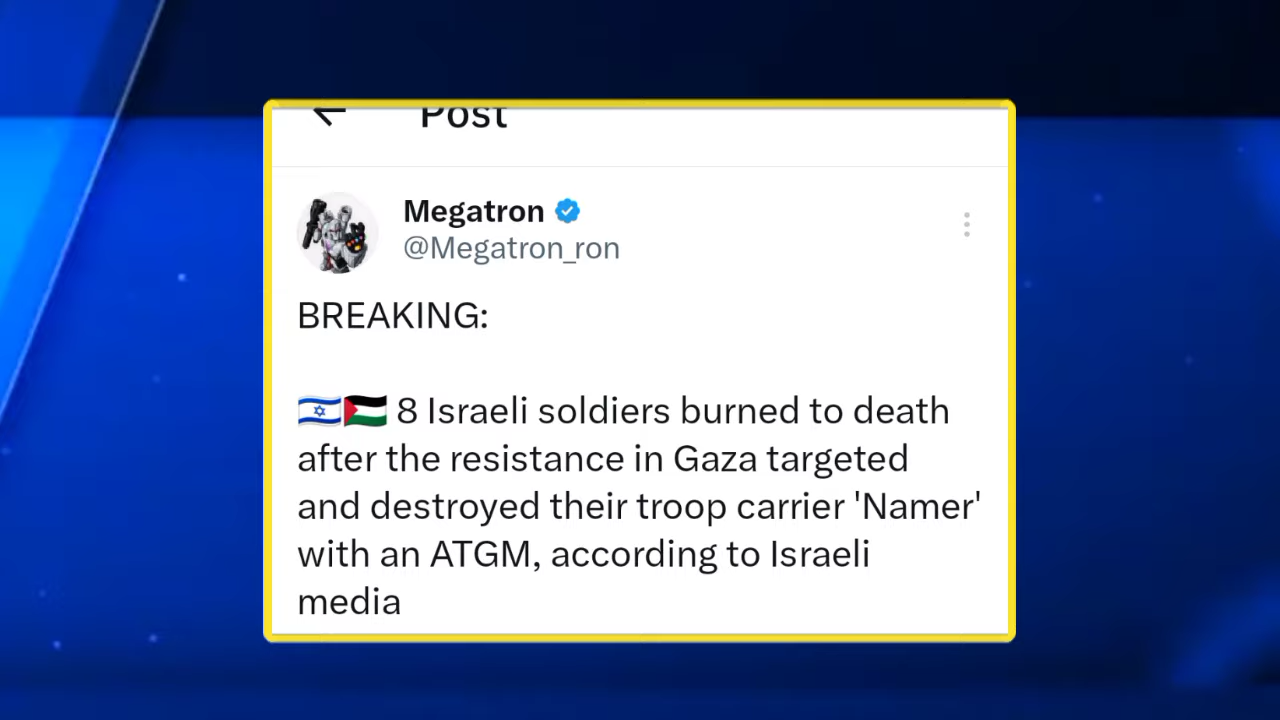 Post
Megatron
@Megatron_ron
BREAKING:
🇮🇱🇵🇸 8 Israeli soldiers burned to death
after the resistance in Gaza targeted
and destroyed their troop carrier 'Namer'
with an ATGM, according to Israeli
media